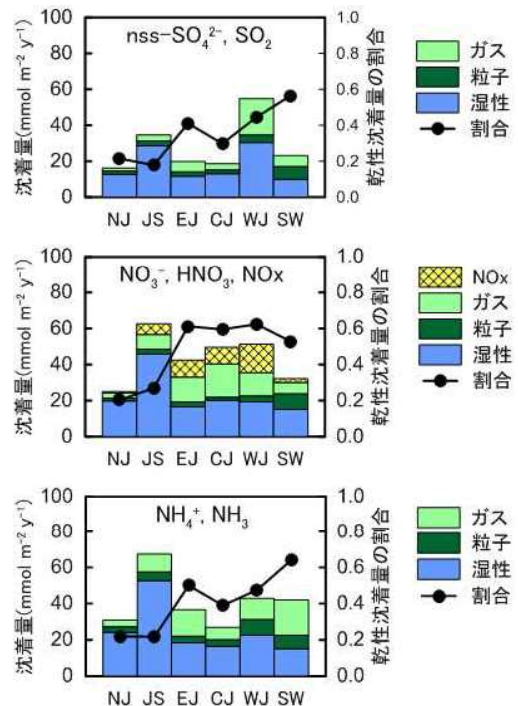 nss-SO₄²⁻, SO₂
沈着量(mmol m⁻² y⁻¹)
100
80
60
40
20
0
1.0
0.8
0.6
0.4
0.2
0.0
乾性沈着量の割合
NJ JS EJ CJ WJ SW
ガス
粒子
湿性
割合
NO₃⁻, HNO₃, NOx
沈着量(mmol m⁻² y⁻¹)
100
80
60
40
20
0
1.0
0.8
0.6
0.4
0.2
0.0
乾性沈着量の割合
NJ JS EJ CJ WJ SW
NOx
ガス
粒子
湿性
割合
NH₄⁺, NH₃
沈着量(mmol m⁻² y⁻¹)
100
80
60
40
20
0
1.0
0.8
0.6
0.4
0.2
0.0
乾性沈着量の割合
NJ JS EJ CJ WJ SW
ガス
粒子
湿性
割合